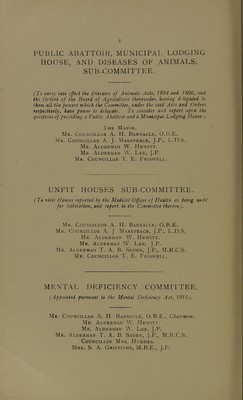 4
PUBLIC ABATTOIR, MUNICIPAL LODGING
HOUSE, AND DISEASES OF ANIMALS,
SUB-COMMITTEE.
(To carry into effect the Diseases of Animals Acts, 1894 and 1896, and
the Orders of the Board of Agriculture thereunder, having delegated to
them all the powers which the Committee, under the said Acts and Orders
respectively, have power to delegate. To consider and report upon the
questions of providing a Public Abattoir and a Municipal Lodging House.)
The Mayor.
Mr. Councillor A. H. Barnacle, O.B.E.
Mr. Councillor A. J. Makepeace, J.P., L.D.S.
Mr. Alderman W. Hewitt.
Mr. Alderman W. Lee, J.P.
Mr. Councillor T. E. Friswell.
UNFIT HOUSES SUB-COMMITTEE.
(To visit Houses reported by the Medical Officer of Health as being unfit
for habitation, and report to the Committee thereon.)
Mr. Councillor A. H. Barnacle, O.B.E.
Mr. Councillor A. J. Makepeace, J.P., L.D.S.
Mr. Alderman W. Hewitt.
Mr. Alderman W. Lee, J.P.
Mr. Alderman T. A. B. Soden, J.P., M.R.C.S.
Mr. Councillor T. E. Friswell.
MENTAL DEFICIENCY COMMITTEE.
(Appointed pursuant to the Mental Deficiency Act, 1913.)
Mr. Councillor A. H. Barnacle, O.B.E., Chairman.
Mr. Alderman W. Hewitt.
Mr. Alderman W. Lee, J.P.
Mr. Alderman T. A. B. Soden, J.P., M.R.C.S.
Councillor Mrs. Hughes.
Mrs. S. A. Griffiths, M.B.E., J.P.